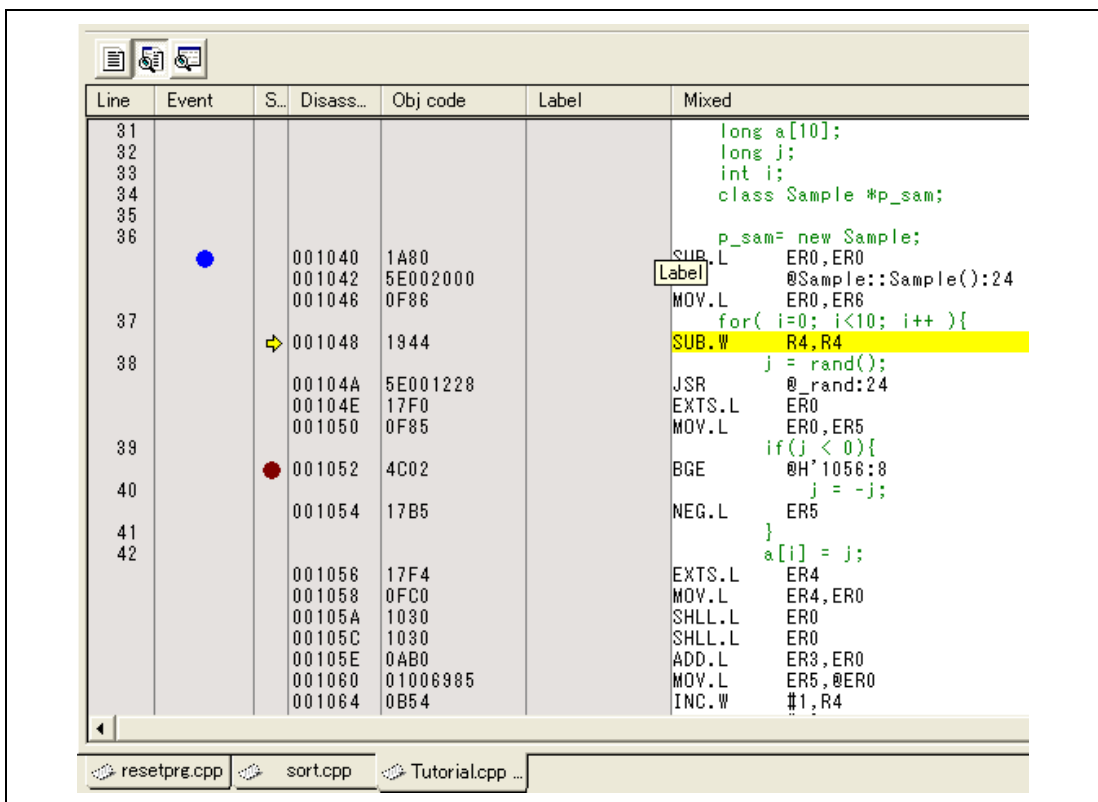 Line Event S... Disass... Obj code Label Mixed
31 long a[10];
32 long j;
33 int i;
34 class Sample *p_sam;
35
36 p_sam= new Sample;
001040 1A80 SUB.L ER0,ER0
Label
001042 5E002000 @Sample::Sample():24
001046 0F86 MOV.L ER0,ER6
37 for( i=0; i<10; i++ ){
001048 1944 SUB.W R4,R4
38 j = rand();
00104A 5E001228 JSR @_rand:24
00104E 17F0 EXTS.L ER0
001050 0F85 MOV.L ER0,ER5
39 if(j < 0){
001052 4C02 BGE @H'1056:8
40 j = -j;
001054 17B5 NEG.L ER5
41 }
42 a[i] = j;
001056 17F4 EXTS.L ER4
001058 0FC0 MOV.L ER4,ER0
00105A 1030 SHLL.L ER0
00105C 1030 SHLL.L ER0
00105E 0AB0 ADD.L ER3,ER0
001060 01006985 MOV.L ER5,@ER0
001064 0B54 INC.W #1,R4
resetprg.cpp sort.cpp Tutorial.cpp ...